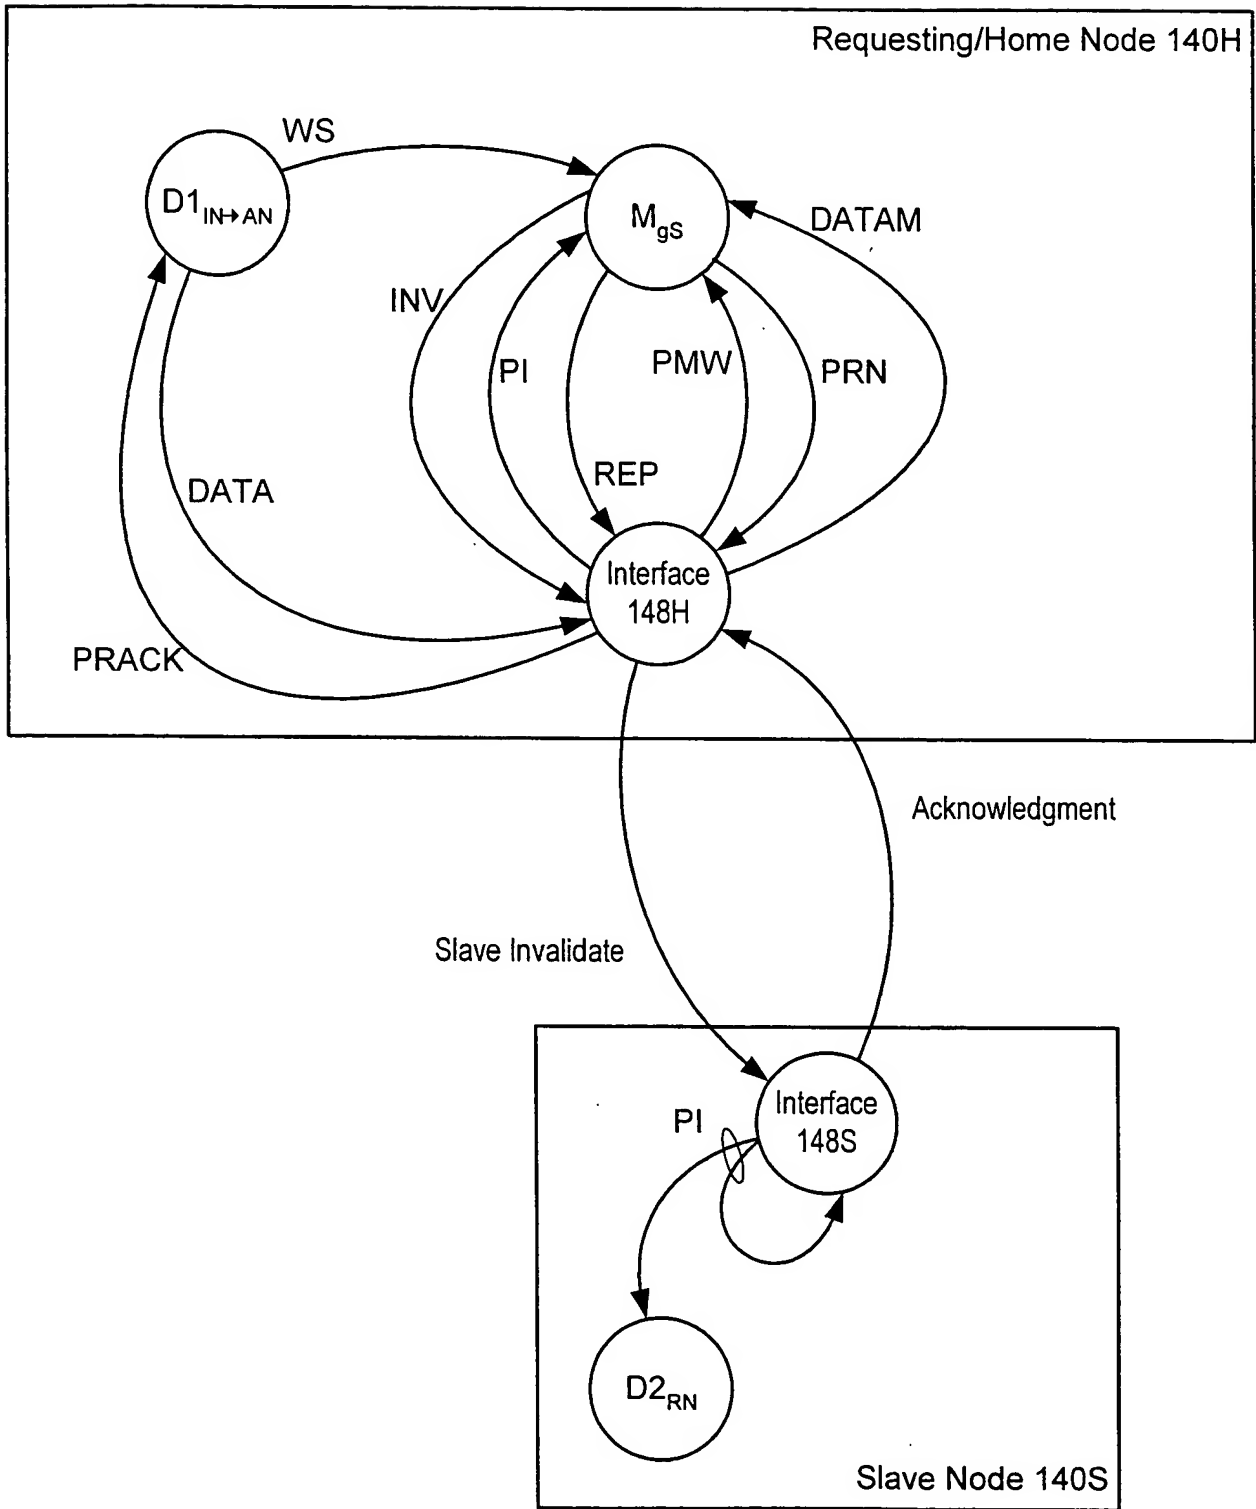 Requesting/Home Node 140H
WS
D1IN→AN
MgS
DATAM
INV
PI
PMW
PRN
REP
DATA
Interface
148H
PRACK
Acknowledgment
Slave Invalidate
Interface
148S
PI
D2RN
Slave Node 140S